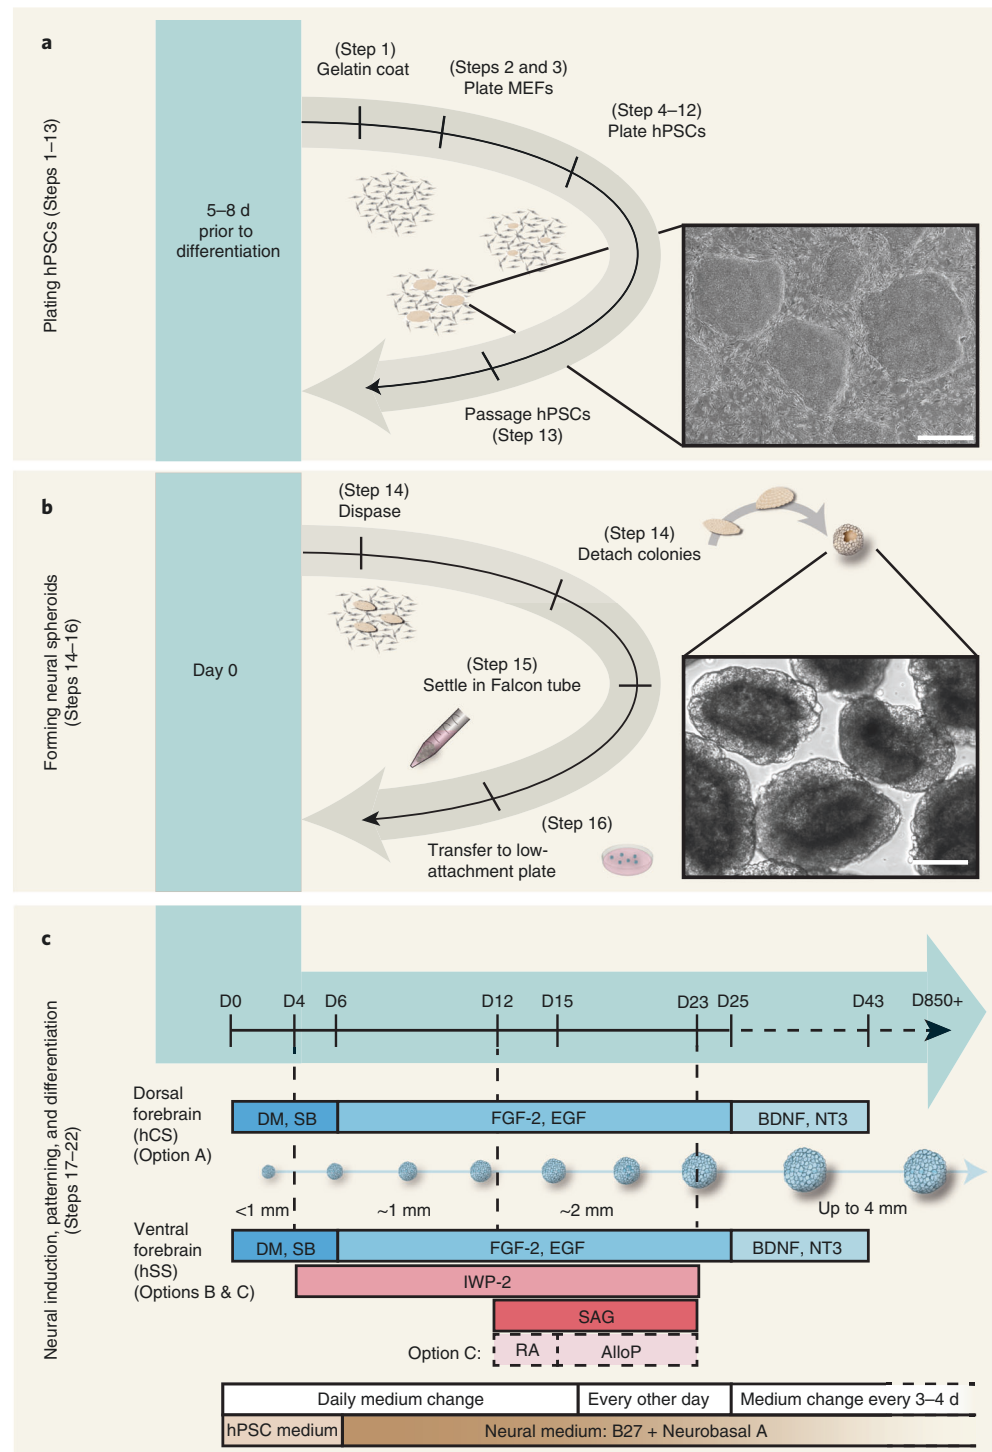 a
Plating hPSCs (Steps 1–13)
5–8 d
prior to
differentiation
(Step 1)
Gelatin coat
(Steps 2 and 3)
Plate MEFs
(Step 4–12)
Plate hPSCs
Passage hPSCs
(Step 13)
b
Forming neural spheroids
(Steps 14–16)
Day 0
(Step 14)
Dispase
(Step 14)
Detach colonies
(Step 15)
Settle in Falcon tube
(Step 16)
Transfer to low-
attachment plate
c
Neural induction, patterning, and differentiation
(Steps 17–22)
D0 D4 D6 D12 D15 D23 D25 D43 D850+
Dorsal
forebrain
(hCS)
(Option A)
DM, SB FGF-2, EGF BDNF, NT3
<1 mm ~1 mm ~2 mm Up to 4 mm
Ventral
forebrain
(hSS)
(Options B & C)
DM, SB FGF-2, EGF BDNF, NT3
IWP-2
SAG
Option C: RA AlloP
Daily medium change Every other day Medium change every 3–4 d
hPSC medium Neural medium: B27 + Neurobasal A